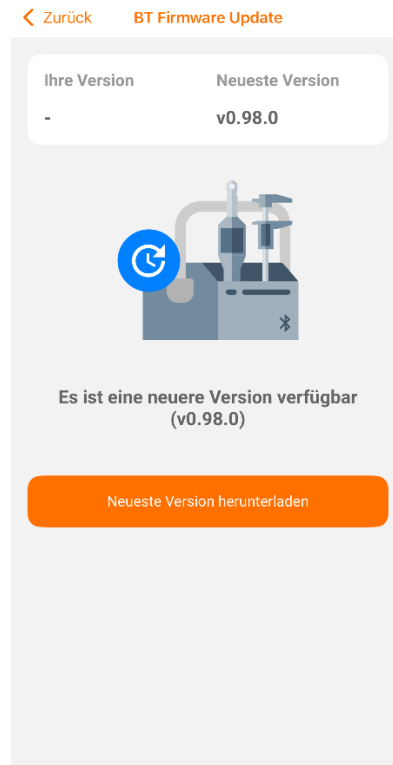 Zurück BT Firmware Update
Ihre Version Neueste Version
- v0.98.0
Es ist eine neuere Version verfügbar
(v0.98.0)
Neueste Version herunterladen